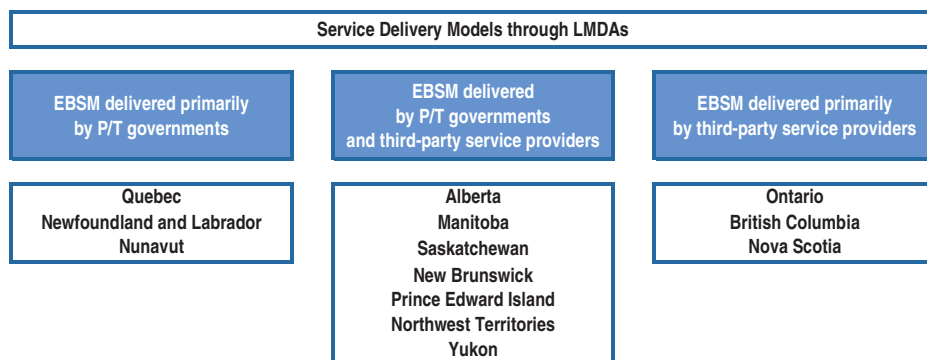 Service Delivery Models through LMDAs
EBSM delivered primarily
by P/T governments
EBSM delivered
by P/T governments
and third-party service providers
EBSM delivered primarily
by third-party service providers
Quebec
Newfoundland and Labrador
Nunavut
Alberta
Manitoba
Saskatchewan
New Brunswick
Prince Edward Island
Northwest Territories
Yukon
Ontario
British Columbia
Nova Scotia